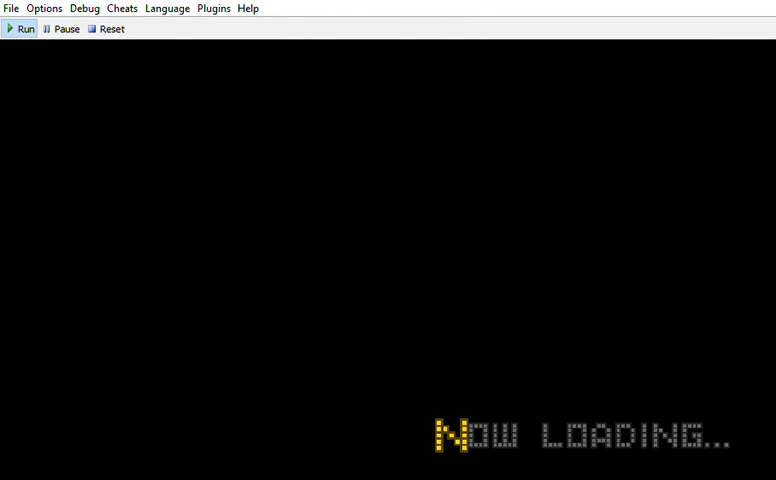 File Options Debug Cheats Language Plugins Help
Run Pause Reset
NOW LOADING..